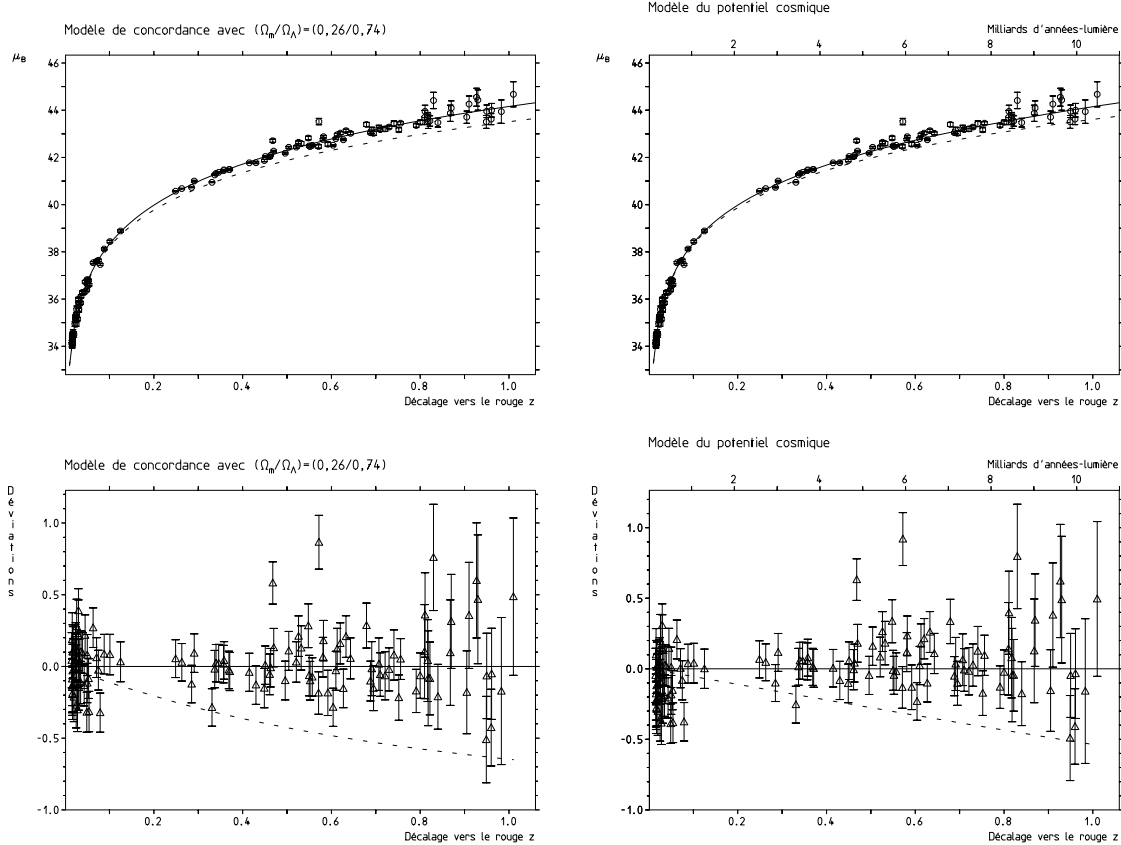 Modèle de concordance avec (Ωm/ΩΛ)=(0,26/0,74)
μB
46
44
42
40
38
36
34
0.2 0.4 0.6 0.8 1.0
Décalage vers le rouge z
Modèle du potentiel cosmique
Milliards d'années-lumière
2 4 6 8 10
46
44
42
40
38
36
34
0.2 0.4 0.6 0.8 1.0
Décalage vers le rouge z
Modèle de concordance avec (Ωm/ΩΛ)=(0,26/0,74)
Déviations
1.0
0.5
0.0
-0.5
-1.0
0.2 0.4 0.6 0.8 1.0
Décalage vers le rouge z
Modèle du potentiel cosmique
Milliards d'années-lumière
2 4 6 8 10
Déviations
1.0
0.5
0.0
-0.5
-1.0
0.2 0.4 0.6 0.8 1.0
Décalage vers le rouge z